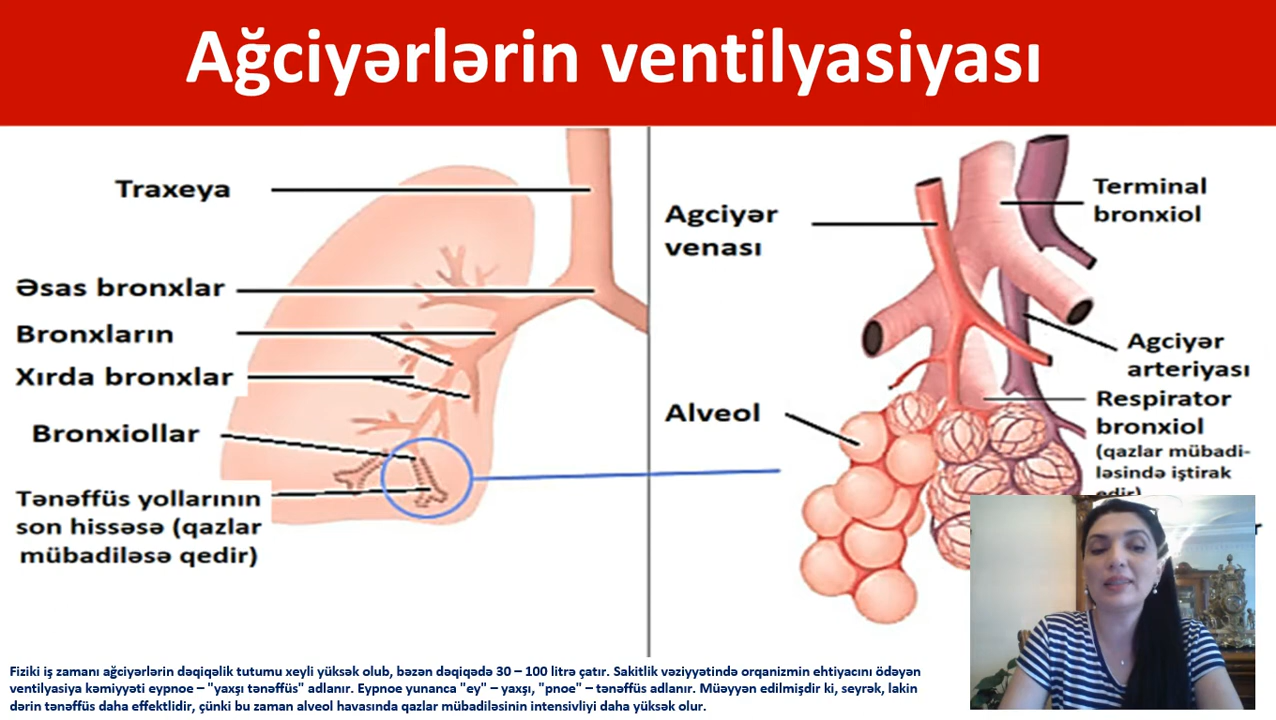 Ağciyərlərin ventilyasiyası
Traxeya
Əsas bronxlar
Bronxların
Xırda bronxlar
Bronxiollar
Tənəffüs yollarının
son hissəsə (qazlar
mübadiləsə qedir)
Agciyər
venası
Alveol
Terminal
bronxiol
Agciyər
arteriyası
Respirator
bronxiol
(qazlar mübadi-
ləsində iştirak
edir)
Fiziki iş zamanı ağciyərlərin dəqiqəlik tutumu xeyli yüksək olub, bəzən dəqiqədə 30 – 100 litrə çatır. Sakitlik vəziyyətində orqanizmin ehtiyacını ödəyən
ventilyasiya kəmiyyəti eypnoe – "yaxşı tənəffüs" adlanır. Eypnoe yunanca "ey" – yaxşı, "pnoe" – tənəffüs adlanır. Müəyyən edilmişdir ki, seyrək, lakin
dərin tənəffüs daha effektlidir, çünki bu zaman alveol havasında qazlar mübadiləsinin intensivliyi daha yüksək olur.